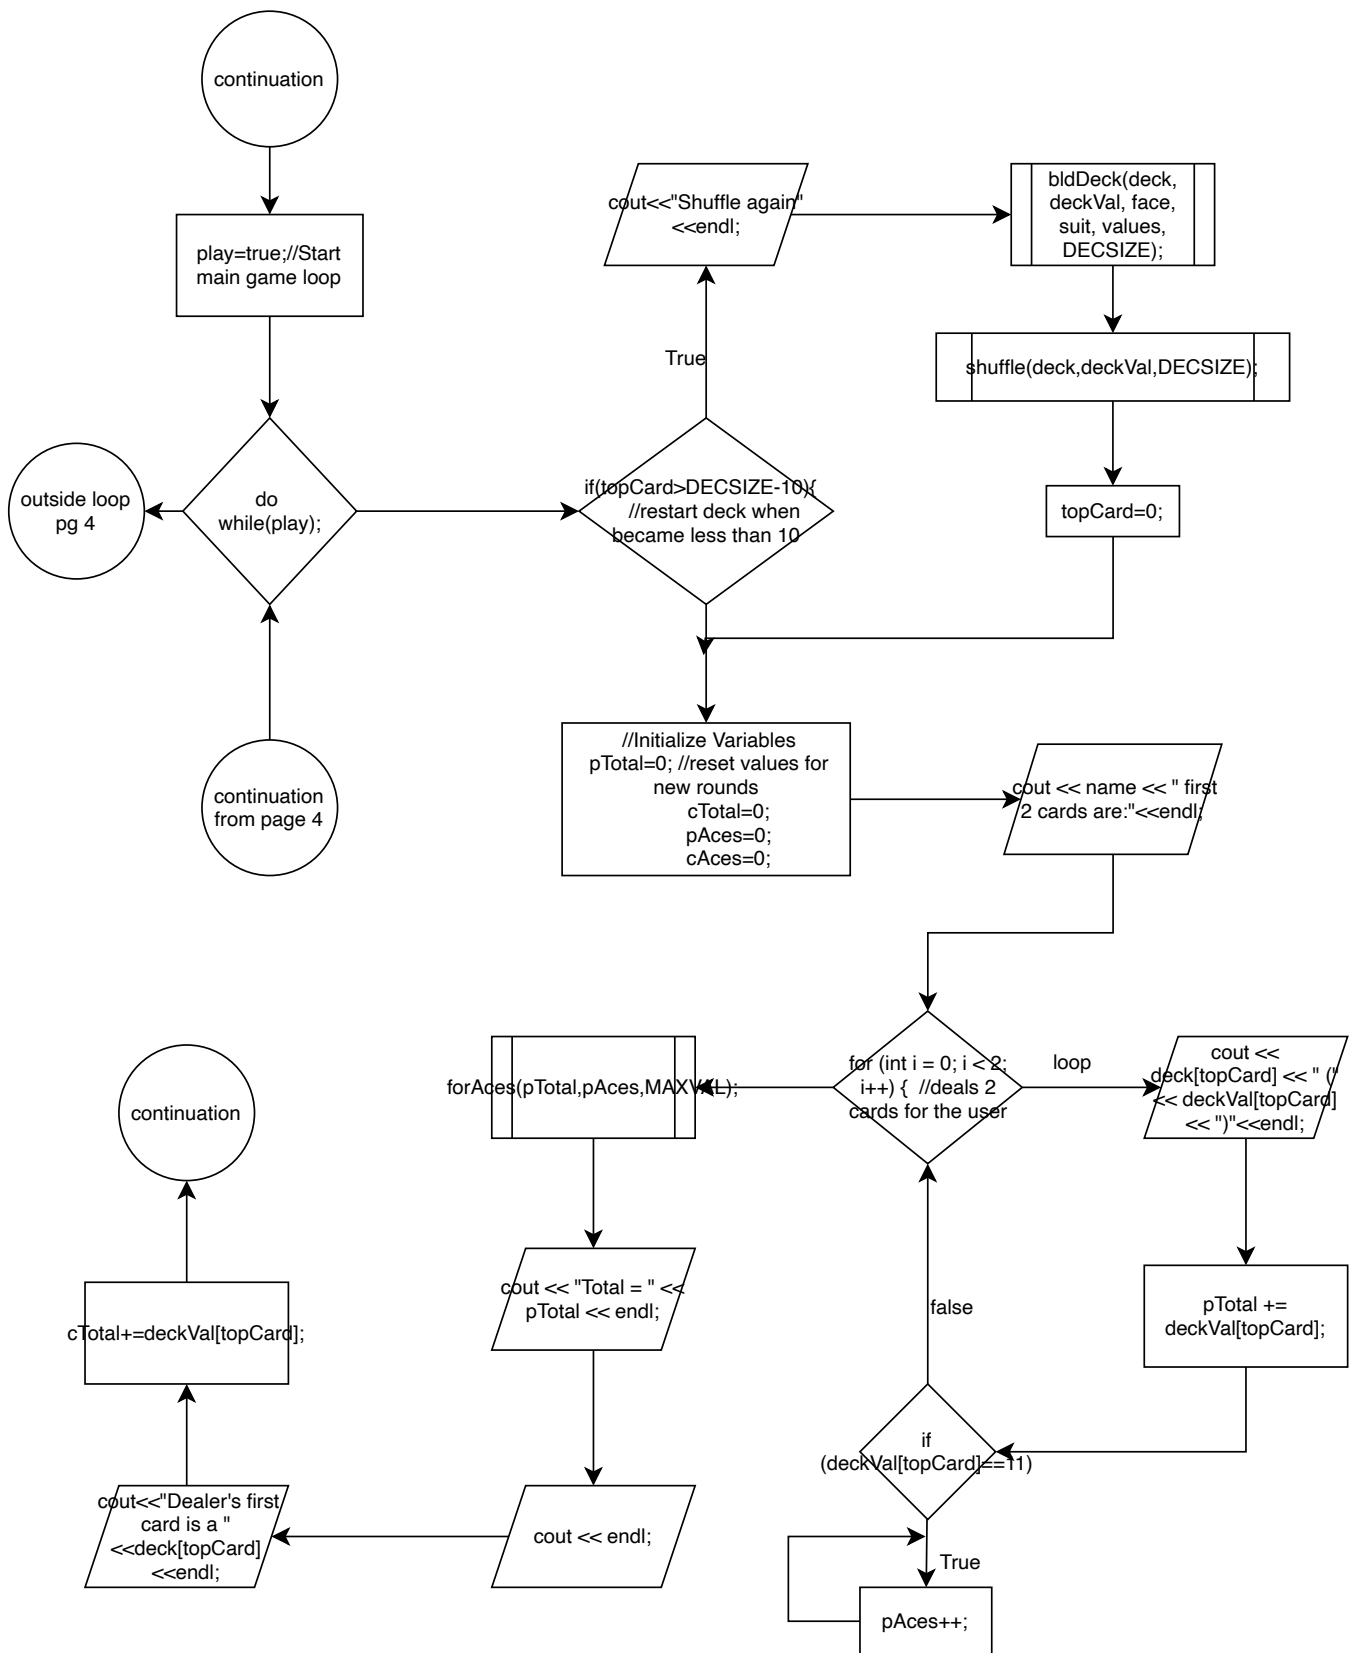 continuation
play=true;//Start
main game loop
do
while(play);
outside loop
pg 4
continuation
from page 4
cout<<"Shuffle again"
<<endl;
bldDeck(deck,
deckVal, face,
suit, values,
DECSIZE);
shuffle(deck,deckVal,DECSIZE);
topCard=0;
True
if(topCard>DECSIZE-10){
//restart deck when
became less than 10
//Initialize Variables
pTotal=0; //reset values for
new rounds
cTotal=0;
pAces=0;
cAces=0;
cout << name << " first
2 cards are:"<<endl;
for (int i = 0; i < 2;
i++) {  //deals 2
cards for the user
loop
cout <<
deck[topCard] << " ("
<< deckVal[topCard]
<< ")"<<endl;
pTotal +=
deckVal[topCard];
if
(deckVal[topCard]==11)
false
True
pAces++;
forAces(pTotal,pAces,MAXVAL);
cout << "Total = " <<
pTotal << endl;
cout << endl;
cout<<"Dealer's first
card is a "
<<deck[topCard]
<<endl;
cTotal+=deckVal[topCard];
continuation